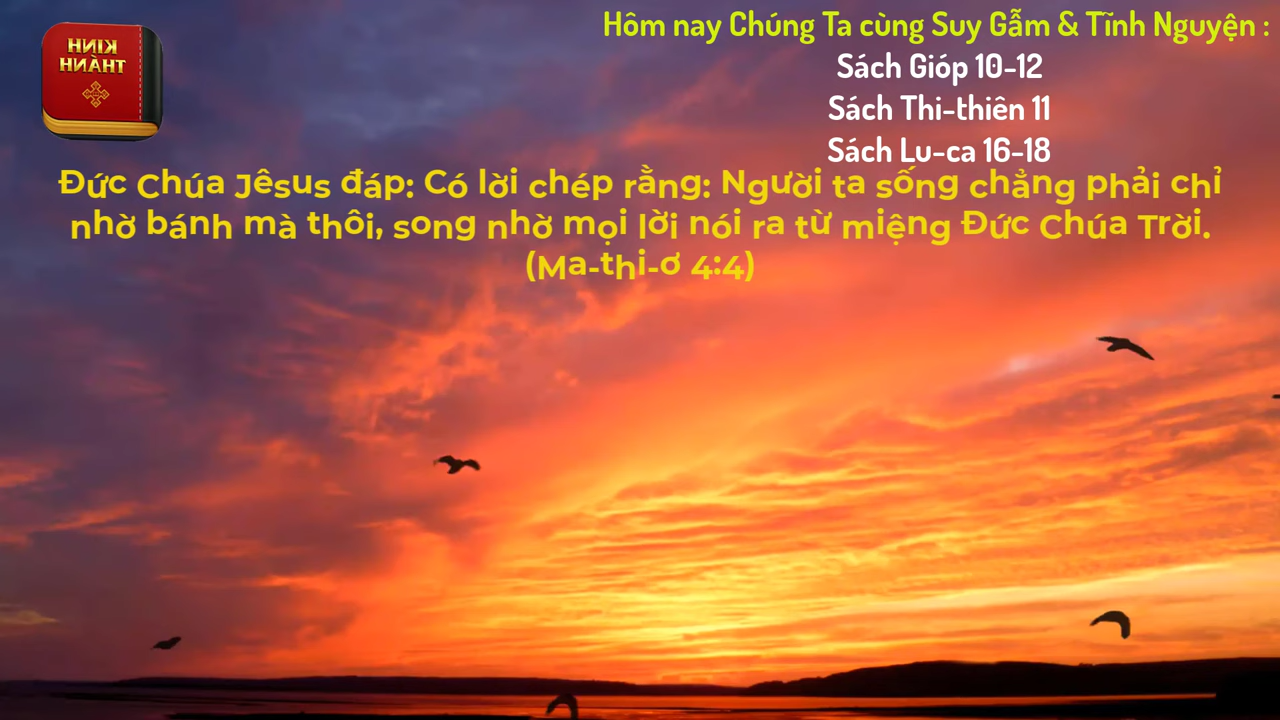 KINH
THÁNH
Hôm nay Chúng Ta cùng Suy Gẫm & Tĩnh Nguyện :
Sách Gióp 10-12
Sách Thi-thiên 11
Sách Lu-ca 16-18
Đức Chúa Jêsus đáp: Có lời chép rằng: Người ta sống chẳng phải chỉ
nhờ bánh mà thôi, song nhờ mọi lời nói ra từ miệng Đức Chúa Trời.
(Ma-thi-ơ 4:4)